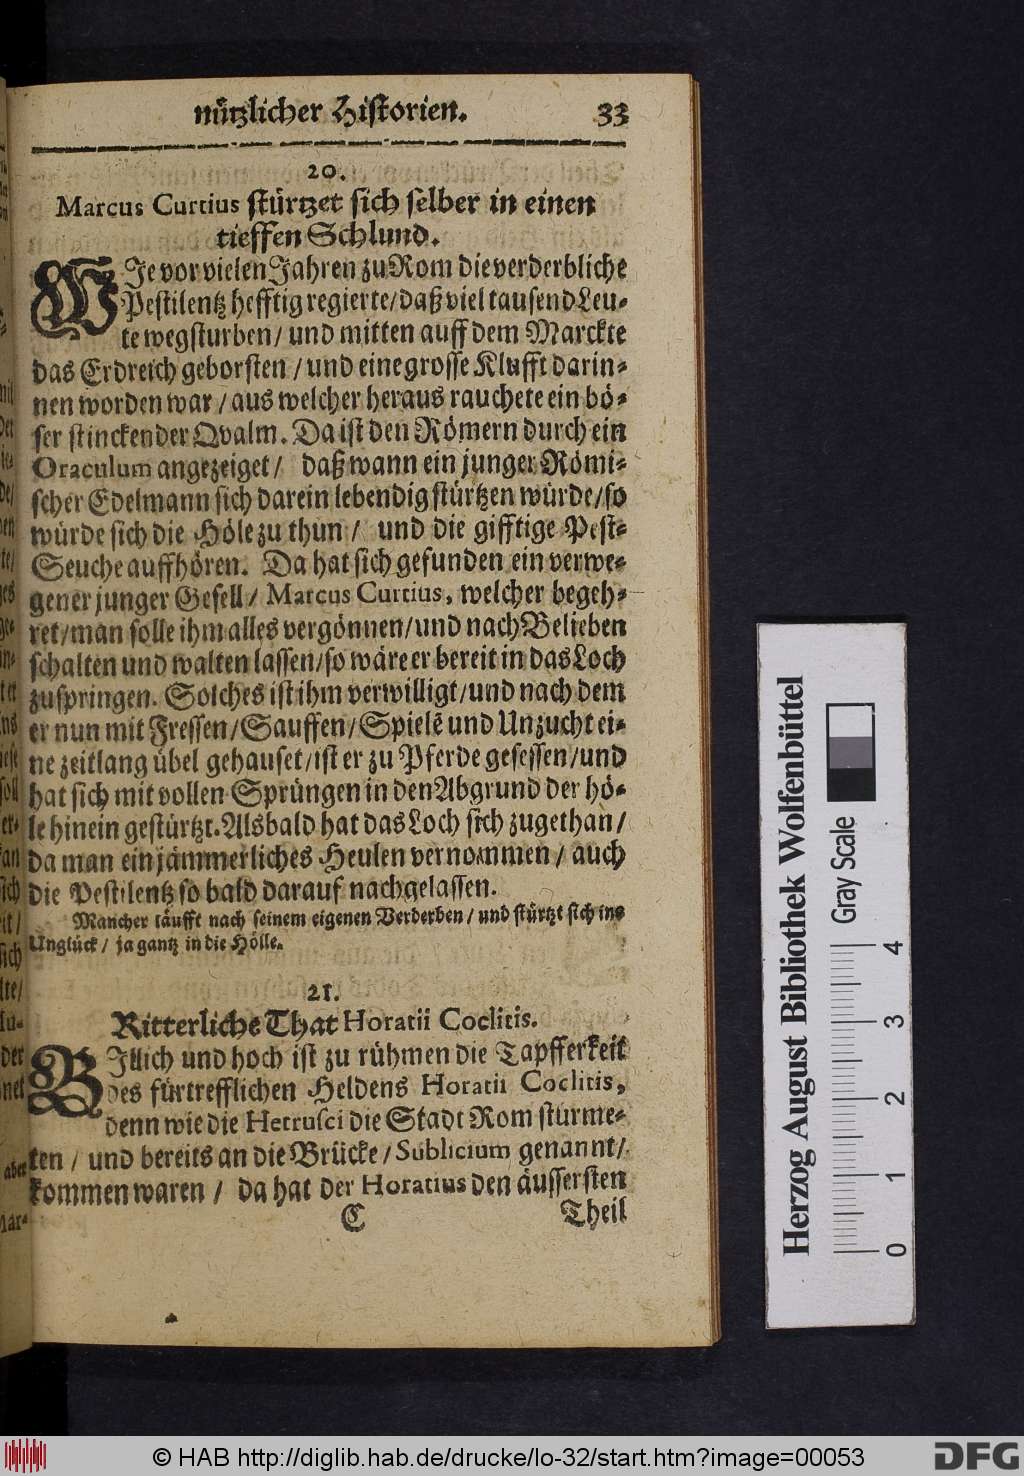 nützlicher Historien. 33
20.
Marcus Curtius stürtzet sich selber in einen
tieffen Schlund.
WJe vor vielen Jahren zu Rom die verderbliche
Pestilentz hefftig regierte/ daß viel tausend Leu-
te wegsturben/ und mitten auff dem Marckte
das Erdreich geborsten / und eine grosse Klufft darin-
nen worden war / aus welcher heraus rauchete ein bö-
ser stinckender Qvalm. Da ist den Römern durch ein
Oraculum angezeiget/ daß wann ein junger Römi-
scher Edelmann sich darein lebendig stürtzen würde/ so
würde sich die Höle zu thun / und die gifftige Pest-
Seuche auffhören. Da hat sich gefunden ein verwe-
gener junger Gesell/ Marcus Curtius, welcher begeh-
ret/ man solle ihm alles vergönnen/ und nach Belieben
schalten und walten lassen/ so wäre er bereit in das Loch
zuspringen. Solches ist ihm verwilligt/ und nach dem
er nun mit Fressen/ Sauffen/ Spielē und Unzucht ei-
ne zeitlang übel gehauset/ ist er zu Pferde gesessen/ und
hat sich mit vollen Sprüngen in den Abgrund der hö-
le hinein gestürtzt. Alsbald hat das Loch sich zugethan/
da man ein jämmerliches Heulen vernommen / auch
die Pestilentz so bald darauf nachgelassen.
Mancher läufft nach seinem eigenen Verderben/ und stürtzt sich ins
Unglück/ ja gantz in die Hölle.
21.
Ritterliche That Horatii Coclitis.
BJllich und hoch ist zu rühmen die Tapfferkeit
des fürtrefflichen Heldens Horatii Coclitis,
denn wie die Hetrusci die Stadt Rom stürme-
ten / und bereits an die Brücke/ Sublicium genannt/
kommen waren / da hat der Horatius den äussersten
C Theil
Herzog August Bibliothek Wolfenbüttel
Gray Scale
0 1 2 3 4
© HAB http://diglib.hab.de/drucke/lo-32/start.htm?image=00053
DFG